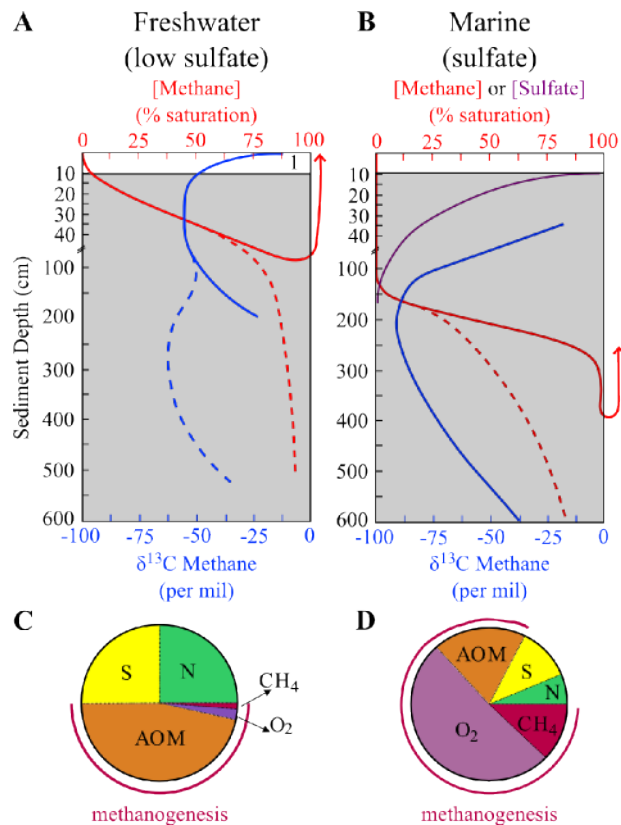 A
Freshwater
(low sulfate)
[Methane]
(% saturation)
0 25 50 75 100
1
10
20
30
40
100
200
300
400
500
600
Sediment Depth (cm)
-100 -75 -50 -25 0
δ13C Methane
(per mil)
B
Marine
(sulfate)
[Methane] or [Sulfate]
(% saturation)
0 25 50 75 100
10
20
30
40
100
200
300
400
500
600
-100 -75 -50 -25 0
δ13C Methane
(per mil)
C
S
N
CH4
O2
AOM
methanogenesis
D
AOM
S
N
CH4
O2
methanogenesis